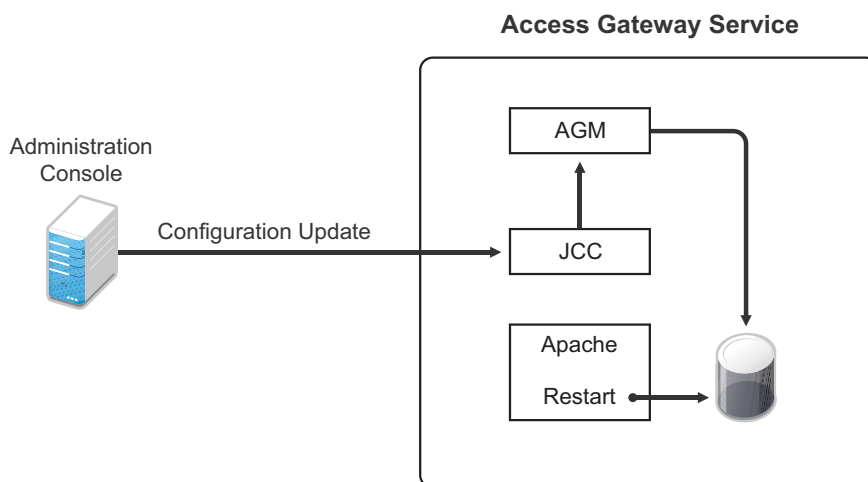 Access Gateway Service
AGM
Administration
Console
Configuration Update
JCC
Apache
Restart